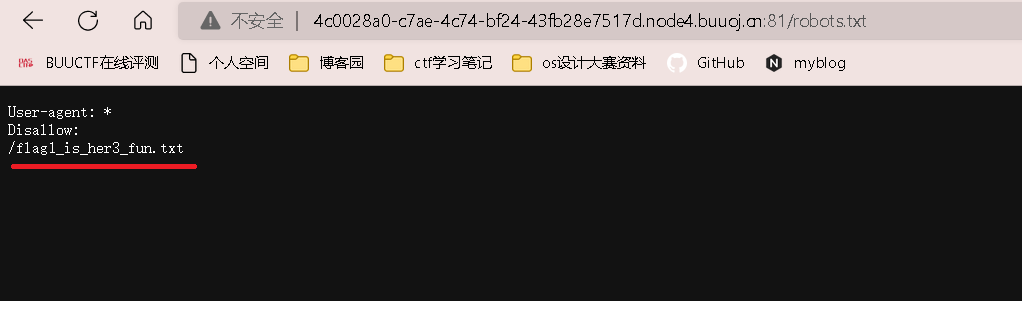 不安全 | 4c0028a0-c7ae-4c74-bf24-43fb28e7517d.node4.buuoj.cn:81/robots.txt
BUUCTF在线评测 个人空间 博客园 ctf学习笔记 os设计大赛资料 GitHub myblog
User-agent: *
Disallow:
/fl4g1_is_her3_fun.txt